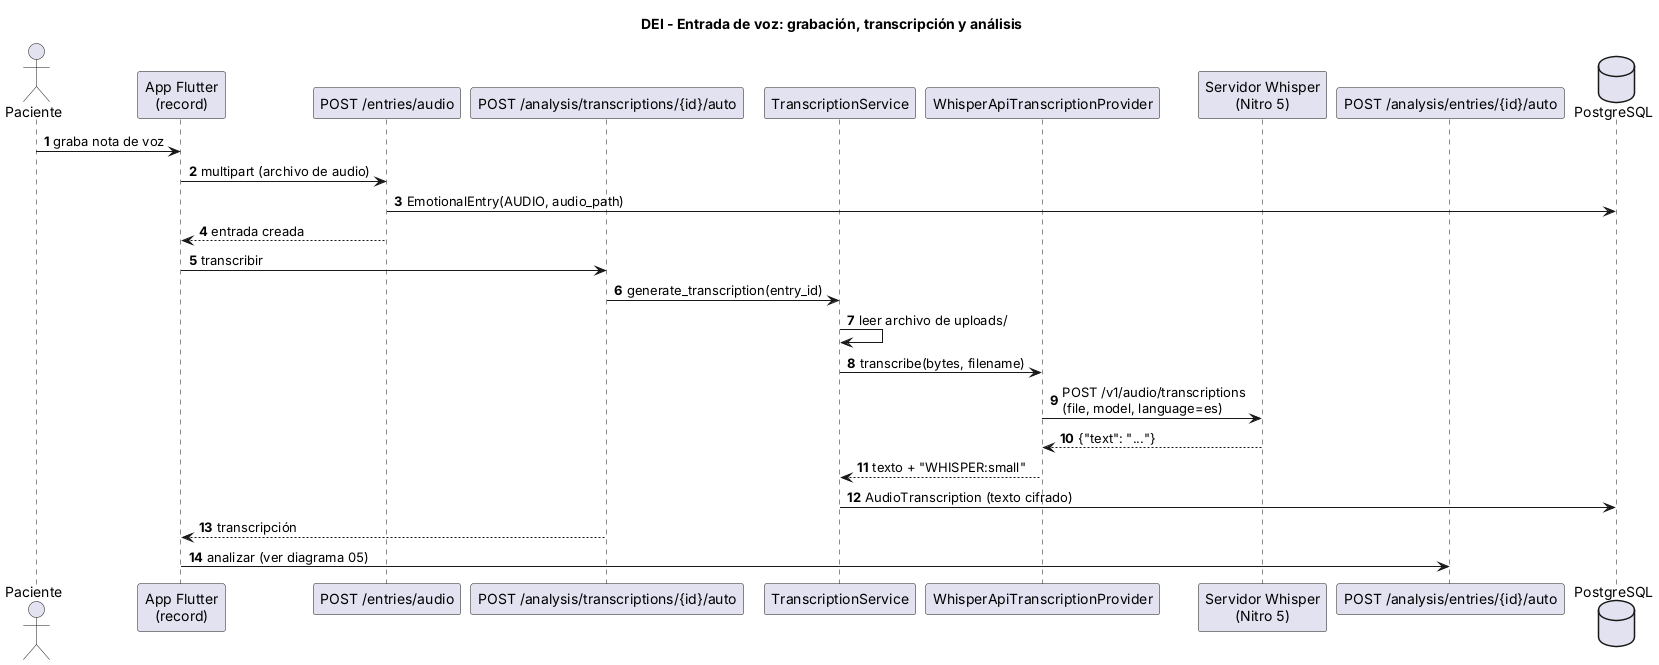 DEI - Entrada de voz: grabación, transcripción y análisis
Paciente
App Flutter
(record)
POST /entries/audio
POST /analysis/transcriptions/{id}/auto
TranscriptionService
WhisperApiTranscriptionProvider
Servidor Whisper
(Nitro 5)
POST /analysis/entries/{id}/auto
PostgreSQL
1 graba nota de voz
2 multipart (archivo de audio)
3 EmotionalEntry(AUDIO, audio_path)
4 entrada creada
5 transcribir
6 generate_transcription(entry_id)
7 leer archivo de uploads/
8 transcribe(bytes, filename)
9 POST /v1/audio/transcriptions
(file, model, language=es)
10 {"text": "..."}
11 texto + "WHISPER:small"
12 AudioTranscription (texto cifrado)
13 transcripción
14 analizar (ver diagrama 05)
Paciente
App Flutter
(record)
POST /entries/audio
POST /analysis/transcriptions/{id}/auto
TranscriptionService
WhisperApiTranscriptionProvider
Servidor Whisper
(Nitro 5)
POST /analysis/entries/{id}/auto
PostgreSQL